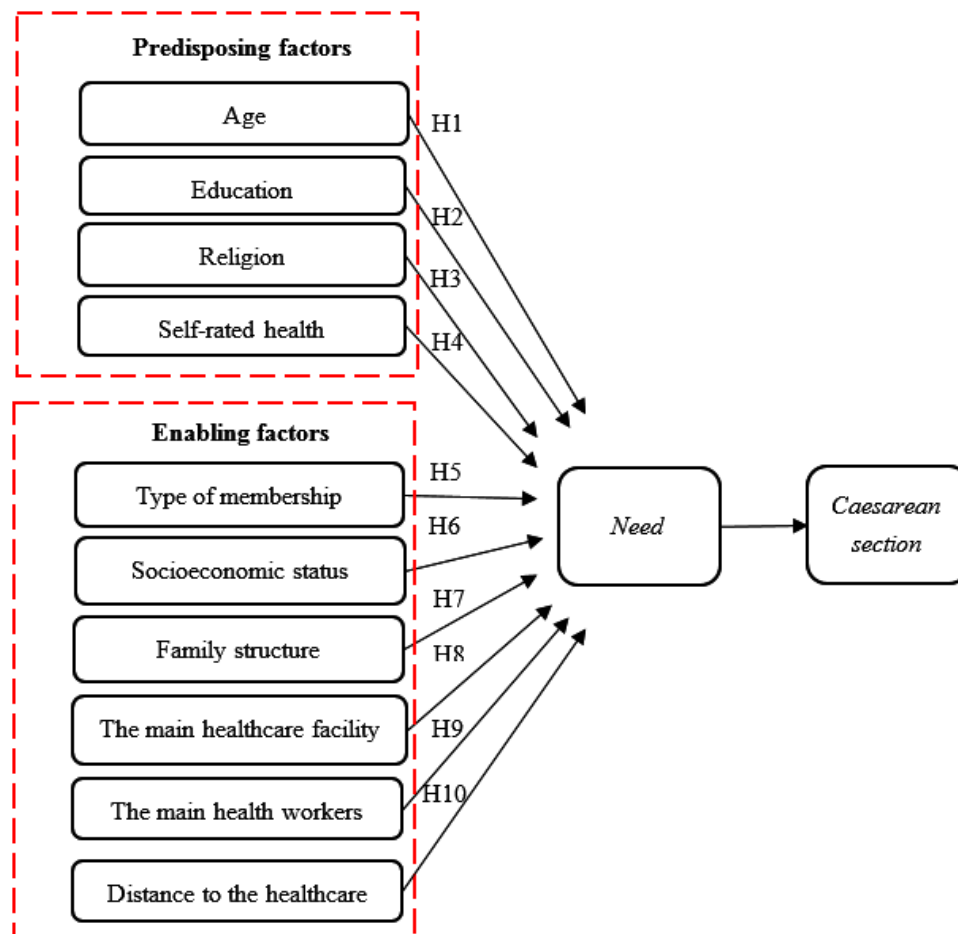 Predisposing factors
Age
H1
Education
H2
Religion
H3
Self-rated health
H4
Enabling factors
Type of membership
H5
H6
Socioeconomic status
H7
Family structure
H8
The main healthcare facility
H9
The main health workers
H10
Distance to the healthcare
Need
Caesarean
section